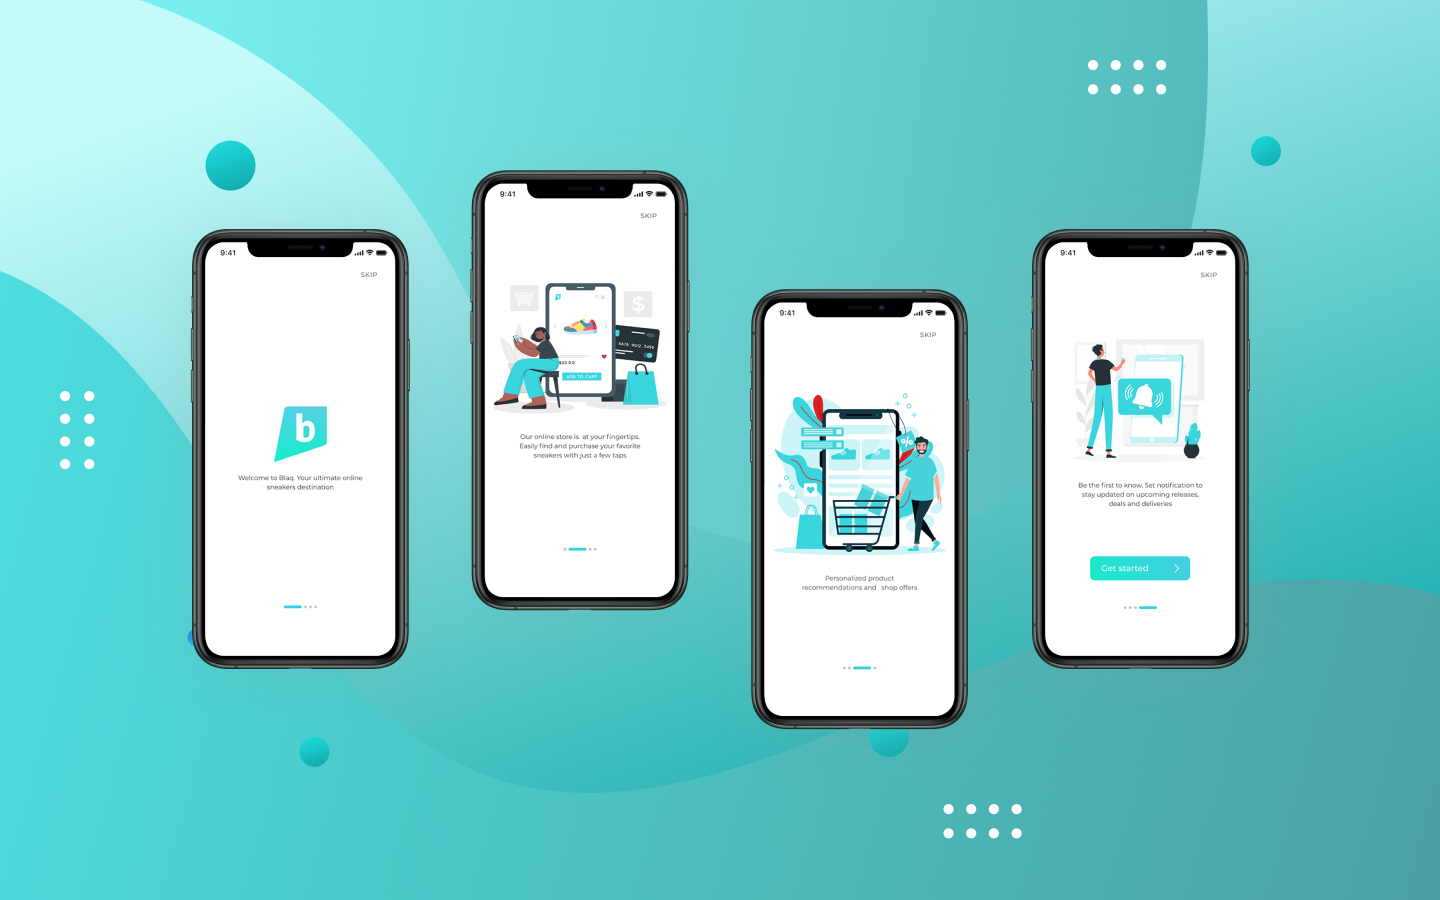 9:41
SKIP
b
Welcome to Blaq. Your ultimate online
sneakers destination
9:41
SKIP
$
5678 9012 3456
$20.00
ADD TO CART
Our online store is at your fingertips.
Easily find and purchase your favorite
sneakers with just a few taps
9:41
SKIP
%
Personalized product
recommendations and shop offers
9:41
SKIP
Be the first to know. Set notification to
stay updated on upcoming releases,
deals and deliveries
Get started